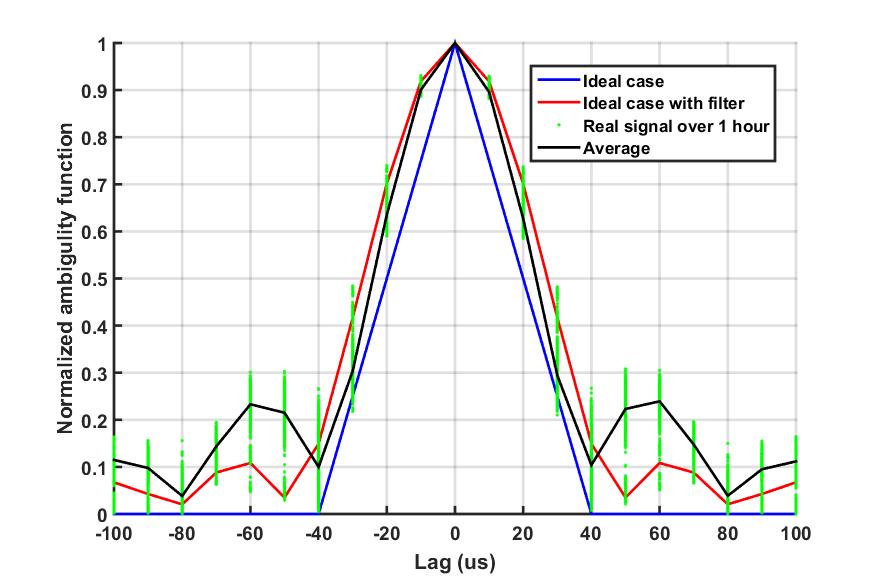 1
0.9
0.8
0.7
0.6
0.5
0.4
0.3
0.2
0.1
0
Normalized ambigulity function
Ideal case
Ideal case with filter
Real signal over 1 hour
Average
-100 -80 -60 -40 -20 0 20 40 60 80 100
Lag (us)